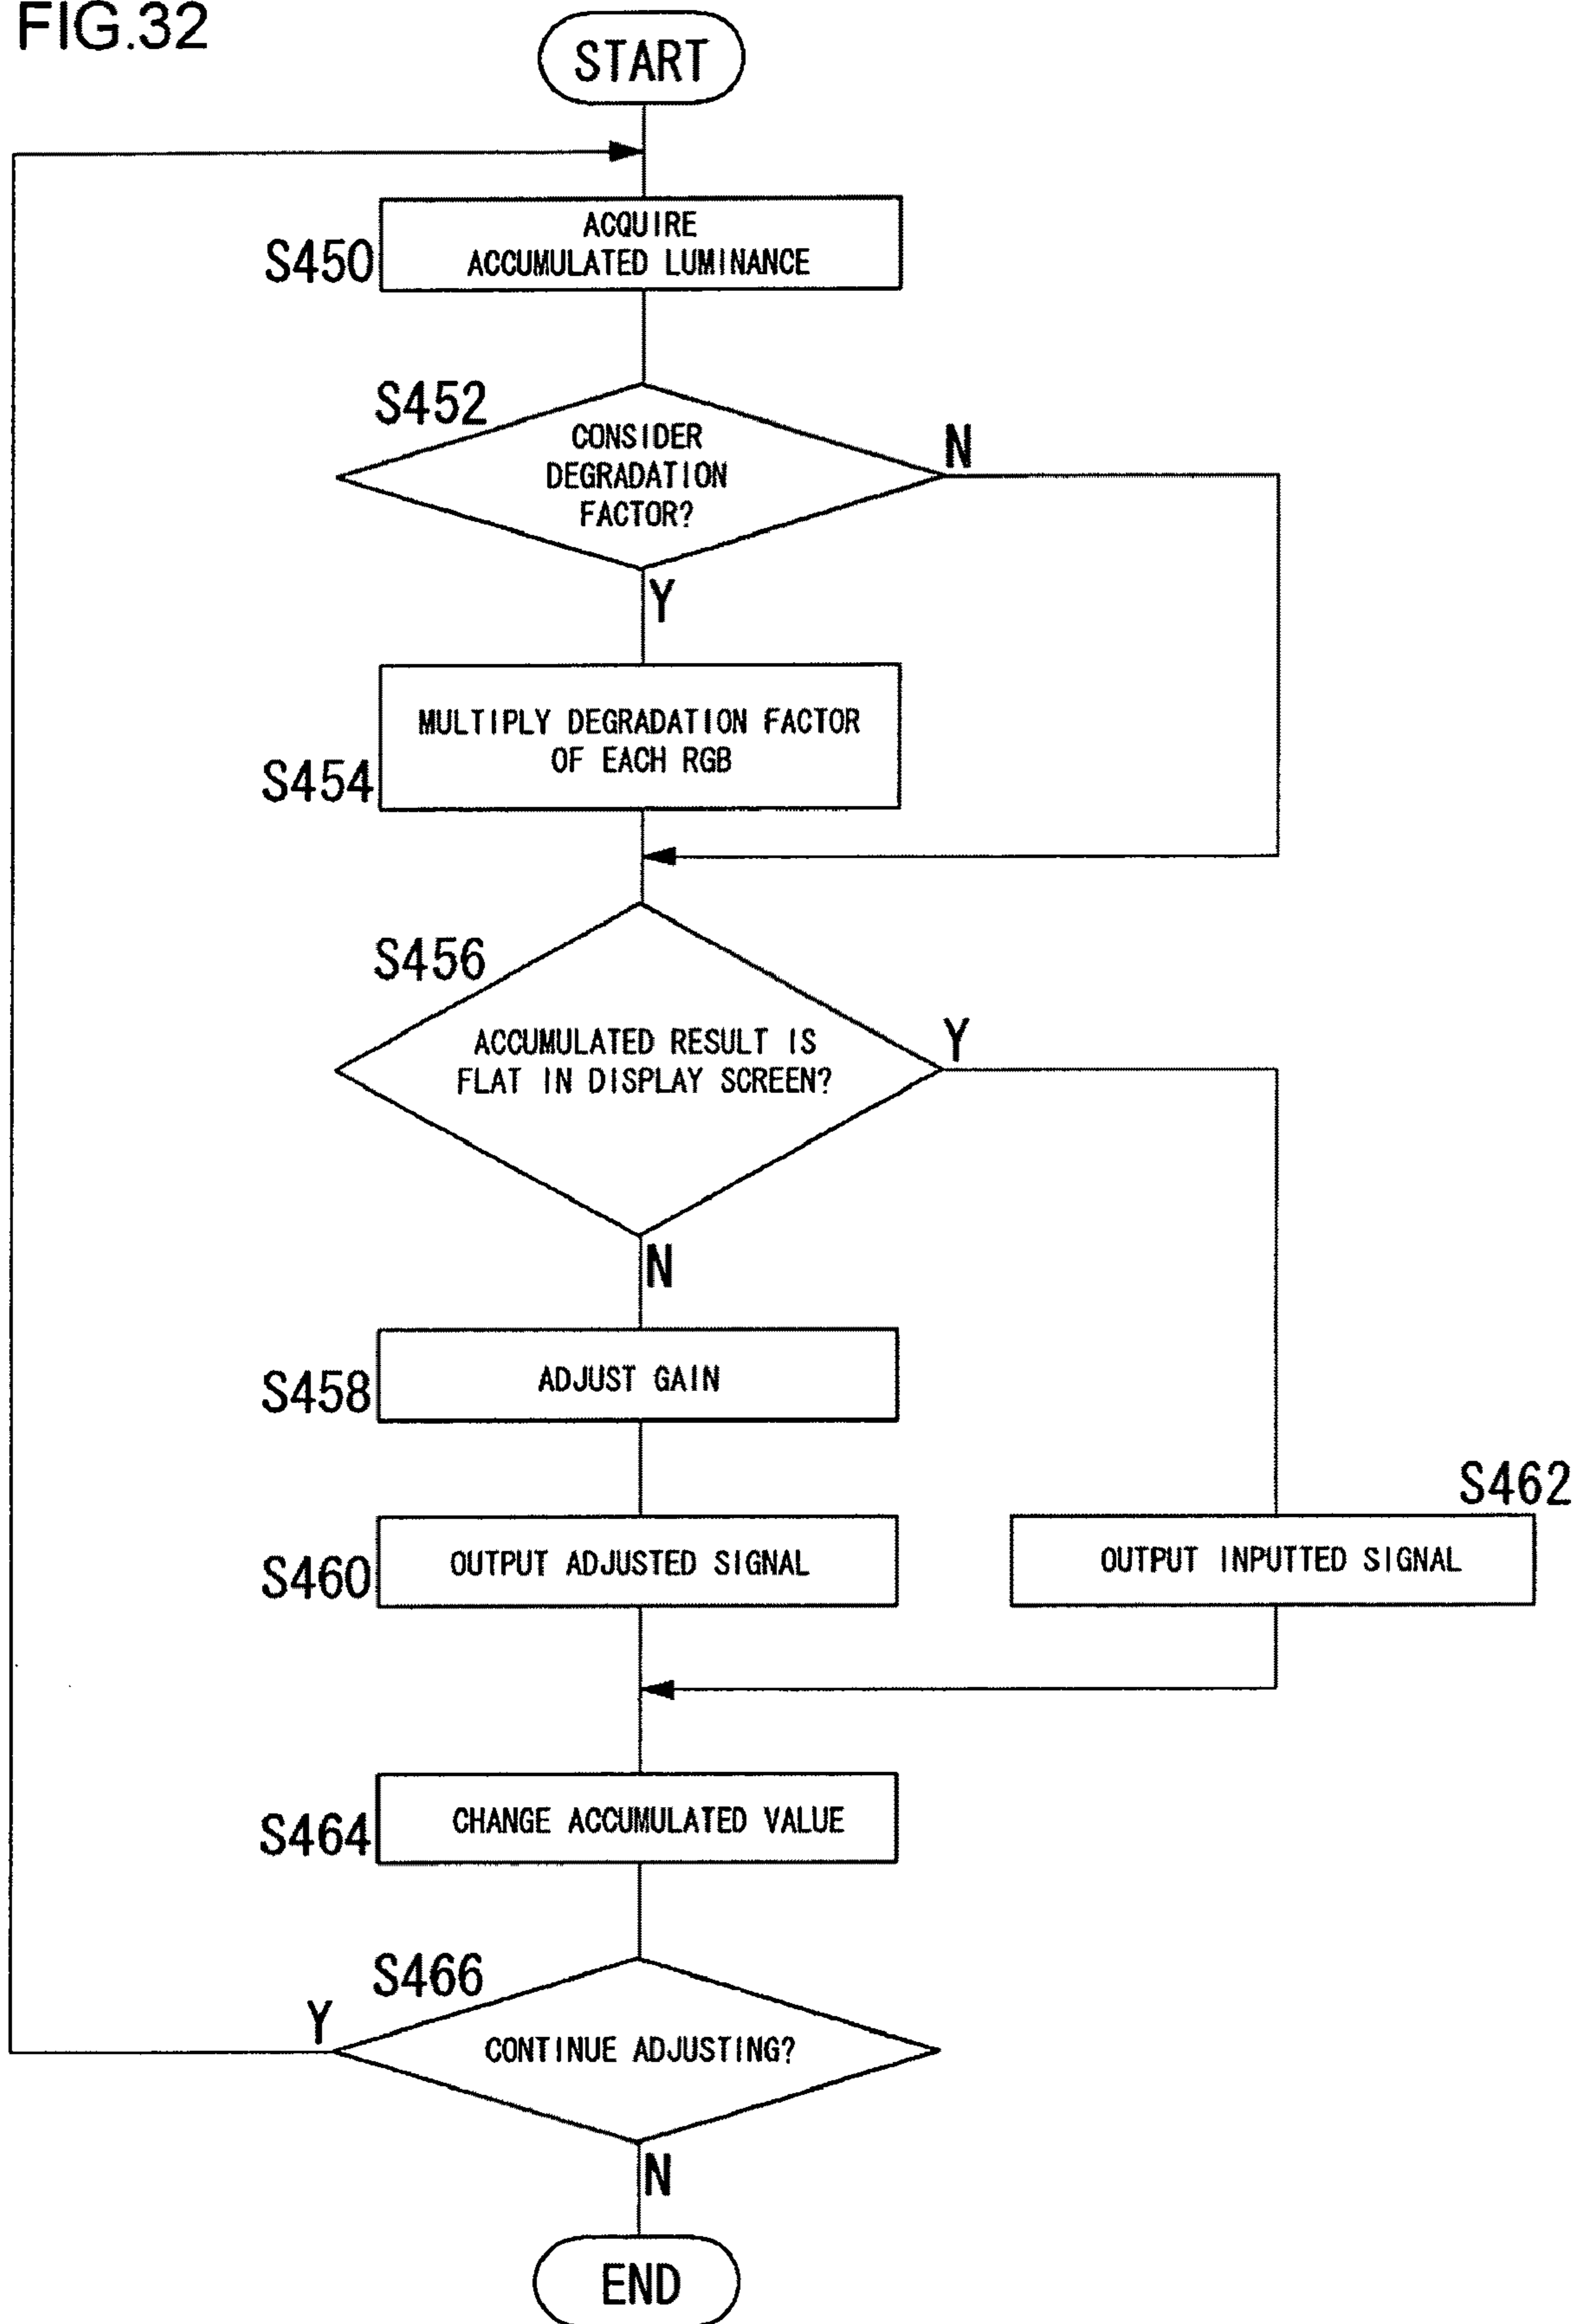 FIG.32
START
S450
ACQUIRE
ACCUMULATED LUMINANCE
S452
CONSIDER
DEGRADATION
FACTOR?
N
Y
S454
MULTIPLY DEGRADATION FACTOR
OF EACH RGB
S456
ACCUMULATED RESULT IS
FLAT IN DISPLAY SCREEN?
Y
N
S458
ADJUST GAIN
S460
OUTPUT ADJUSTED SIGNAL
S462
OUTPUT INPUTTED SIGNAL
S464
CHANGE ACCUMULATED VALUE
S466
Y
CONTINUE ADJUSTING?
N
END